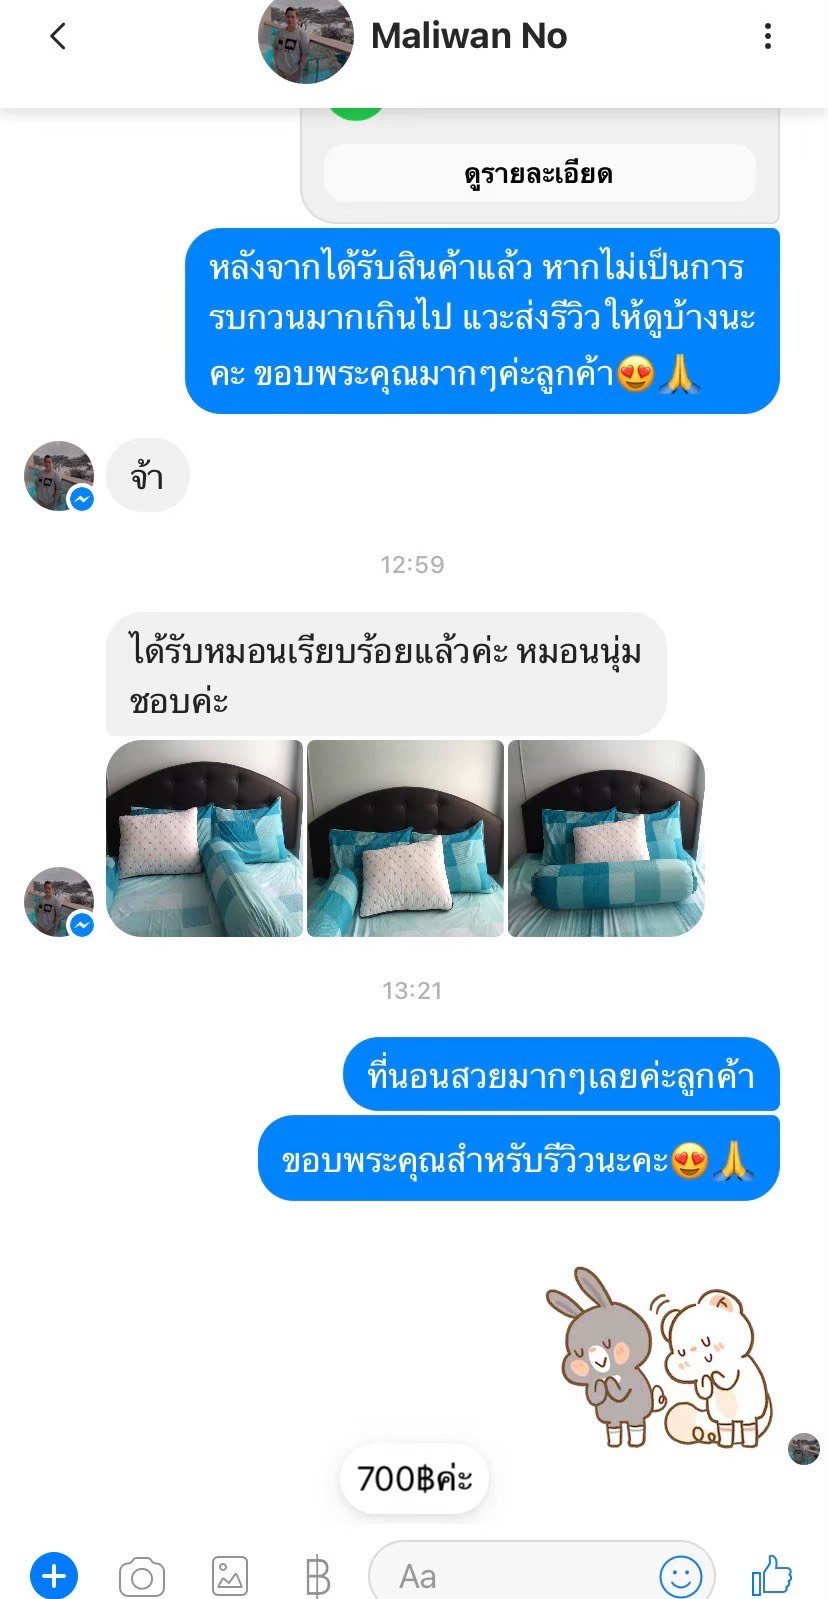 Maliwan No
ดูรายละเอียด
หลังจากได้รับสินค้าแล้ว หากไม่เป็นการ
รบกวนมากเกินไป แวะส่งรีวิวให้ดูบ้างนะ
คะ ขอบพระคุณมากๆค่ะลูกค้า😍🙏
จ้า
12:59
ได้รับหมอนเรียบร้อยแล้วค่ะ หมอนนุ่ม
ชอบค่ะ
13:21
ที่นอนสวยมากๆเลยค่ะลูกค้า
ขอบพระคุณสำหรับรีวิวนะคะ😍🙏
700฿ค่ะ
Aa